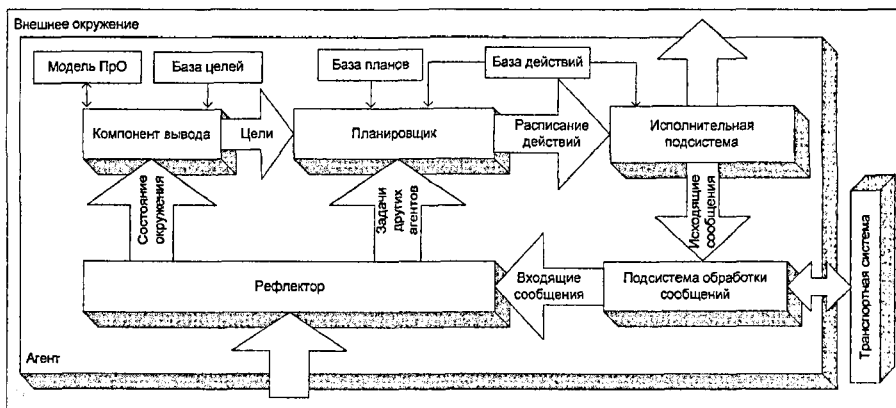 Внешнее окружение
Модель ПрО
База целей
База планов
База действий
Компонент вывода
Цели
Планировщик
Расписание
действий
Исполнительная
подсистема
Состояние
окружения
Задачи
других
агентов
Исходящие
сообщения
Рефлектор
Входящие
сообщения
Подсистема обработки
сообщений
Транспортная система
Агент